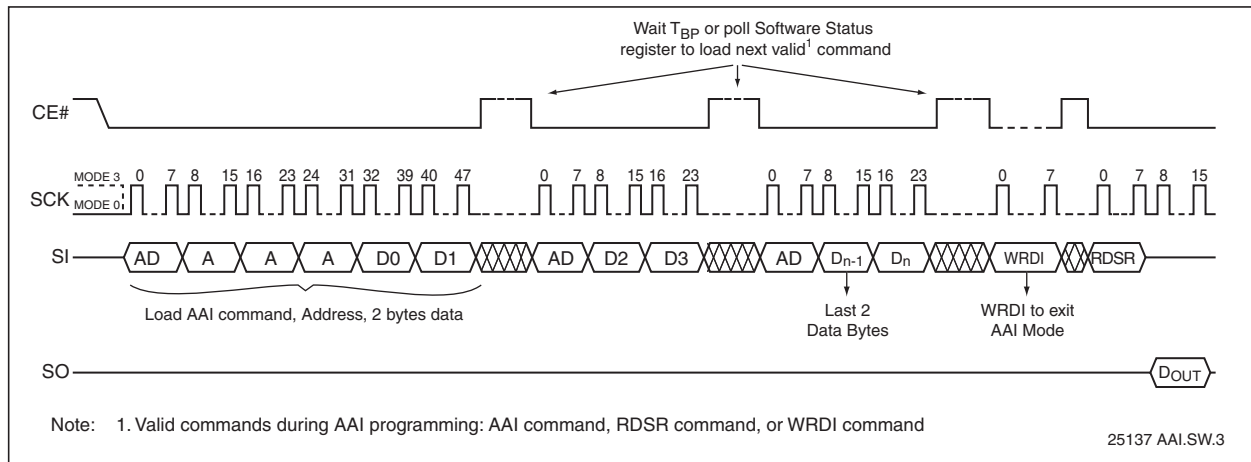 Wait TBP or poll Software Status
register to load next valid1 command
CE#
MODE 3
0 7 8 15 16 23 24 31 32 39 40 47 0 7 8 15 16 23 0 7 8 15 16 23 0 7 0 7 8 15
SCK
MODE 0
SI AD A A A D0 D1 AD D2 D3 AD Dn-1 Dn WRDI RDSR
Load AAI command, Address, 2 bytes data
Last 2
Data Bytes
WRDI to exit
AAI Mode
SO DOUT
Note: 1. Valid commands during AAI programming: AAI command, RDSR command, or WRDI command
25137 AAI.SW.3